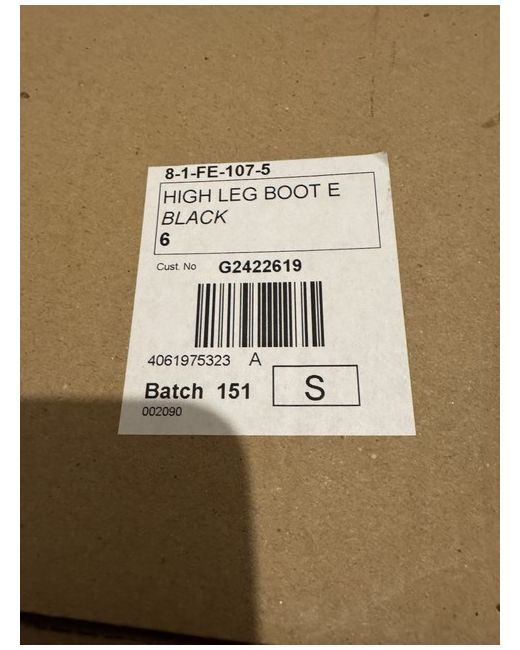 8-1-FE-107-5
HIGH LEG BOOT E
BLACK
6
Cust. No G2422619
4061975323 A
Batch 151 S
002090